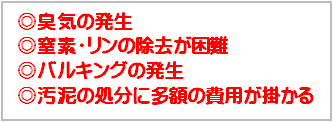 ◎臭気の発生
◎窒素・リンの除去が困難
◎バルキングの発生
◎汚泥の処分に多額の費用が掛かる